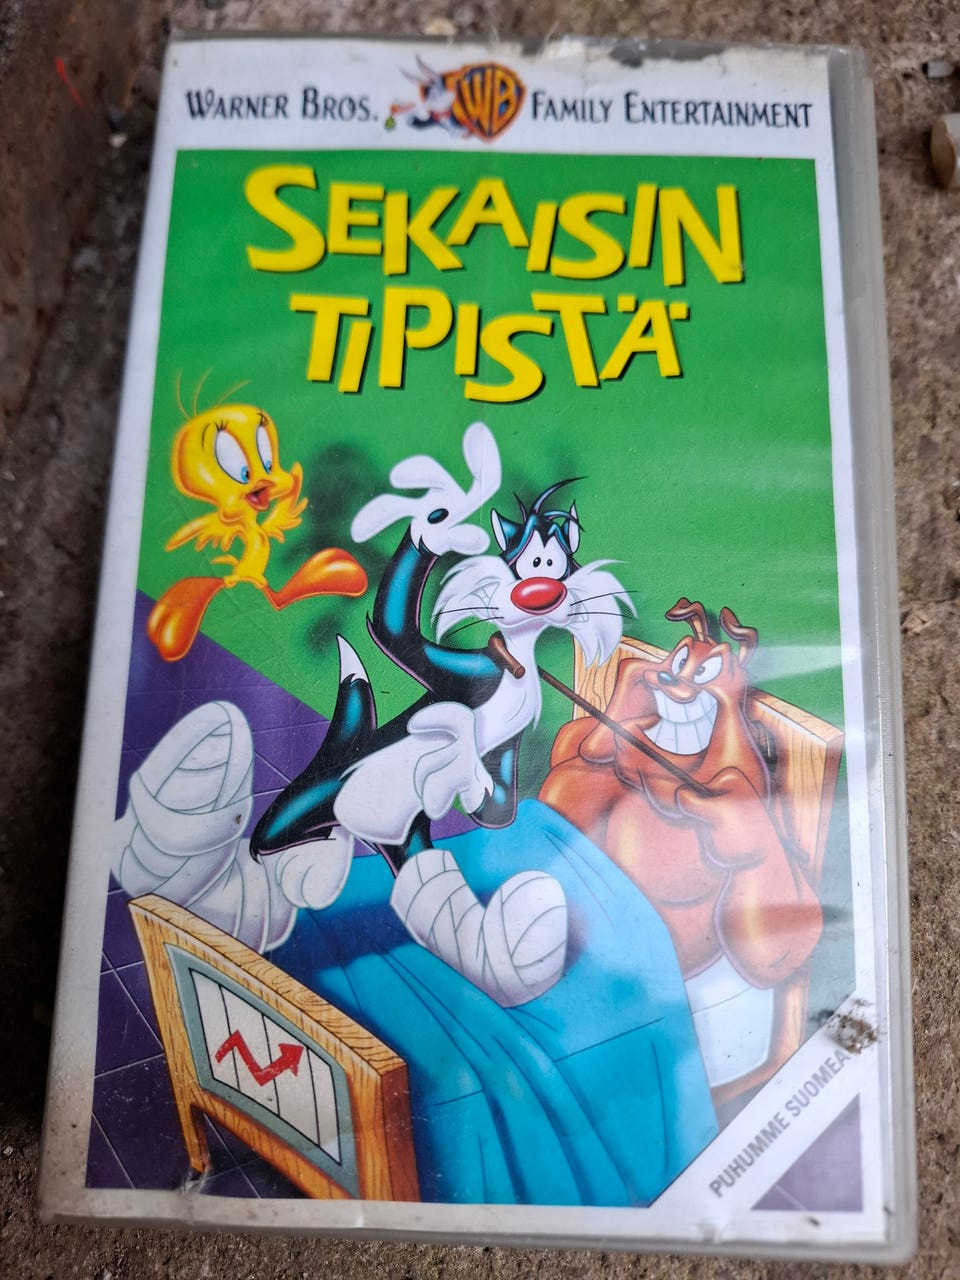 WARNER BROS. WB FAMILY ENTERTAINMENT
SEKAISIN
TIPISTÄ
PUHUMME SUOMEA